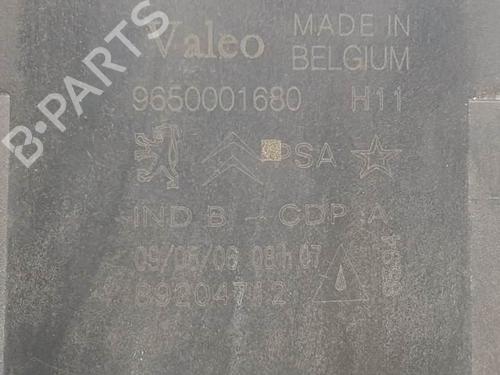 Valeo MADE IN
BELGIUM
9650001680 H11
PSA
IND B - CDP A
09/05/06 08h 07
89204712
B-PARTS